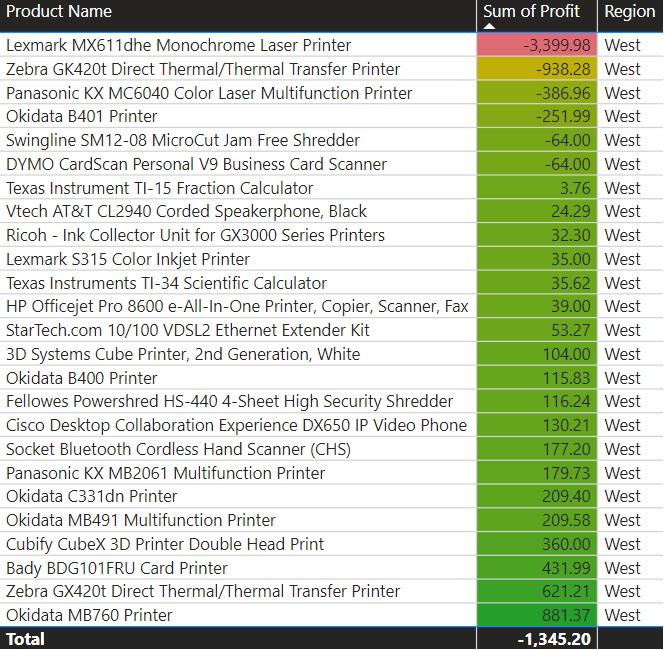 Product Name Sum of Profit Region
Lexmark MX611dhe Monochrome Laser Printer -3,399.98 West
Zebra GK420t Direct Thermal/Thermal Transfer Printer -938.28 West
Panasonic KX MC6040 Color Laser Multifunction Printer -386.96 West
Okidata B401 Printer -251.99 West
Swingline SM12-08 MicroCut Jam Free Shredder -64.00 West
DYMO CardScan Personal V9 Business Card Scanner -64.00 West
Texas Instrument TI-15 Fraction Calculator 3.76 West
Vtech AT&T CL2940 Corded Speakerphone, Black 24.29 West
Ricoh - Ink Collector Unit for GX3000 Series Printers 32.30 West
Lexmark S315 Color Inkjet Printer 35.00 West
Texas Instruments TI-34 Scientific Calculator 35.62 West
HP Officejet Pro 8600 e-All-In-One Printer, Copier, Scanner, Fax 39.00 West
StarTech.com 10/100 VDSL2 Ethernet Extender Kit 53.27 West
3D Systems Cube Printer, 2nd Generation, White 104.00 West
Okidata B400 Printer 115.83 West
Fellowes Powershred HS-440 4-Sheet High Security Shredder 116.24 West
Cisco Desktop Collaboration Experience DX650 IP Video Phone 130.21 West
Socket Bluetooth Cordless Hand Scanner (CHS) 177.20 West
Panasonic KX MB2061 Multifunction Printer 179.73 West
Okidata C331dn Printer 209.40 West
Okidata MB491 Multifunction Printer 209.58 West
Cubify CubeX 3D Printer Double Head Print 360.00 West
Bady BDG101FRU Card Printer 431.99 West
Zebra GX420t Direct Thermal/Thermal Transfer Printer 621.21 West
Okidata MB760 Printer 881.37 West
Total -1,345.20